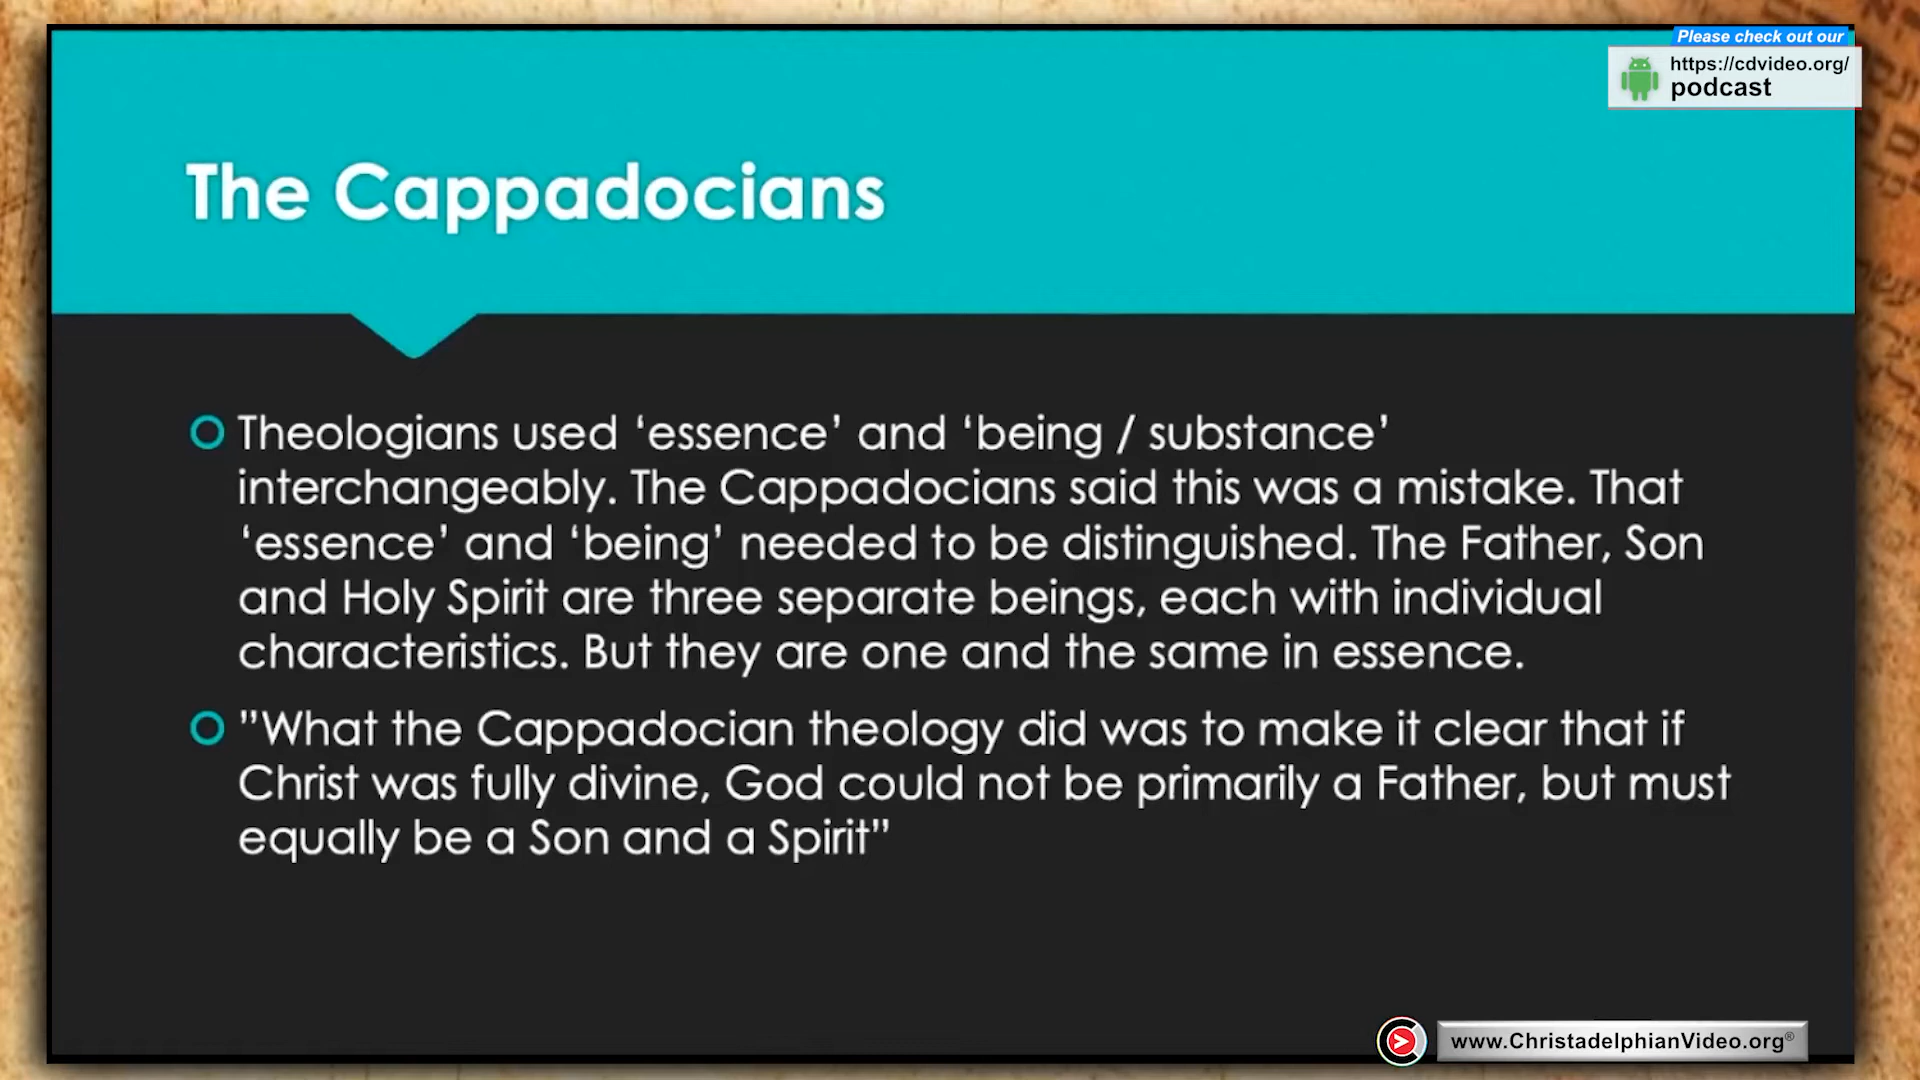 Please check out our
https://cdvideo.org/
podcast
The Cappadocians
Theologians used ‘essence’ and ‘being / substance’
interchangeably. The Cappadocians said this was a mistake. That
‘essence’ and ‘being’ needed to be distinguished. The Father, Son
and Holy Spirit are three separate beings, each with individual
characteristics. But they are one and the same in essence.
”What the Cappadocian theology did was to make it clear that if
Christ was fully divine, God could not be primarily a Father, but must
equally be a Son and a Spirit”
www.ChristadelphianVideo.org®